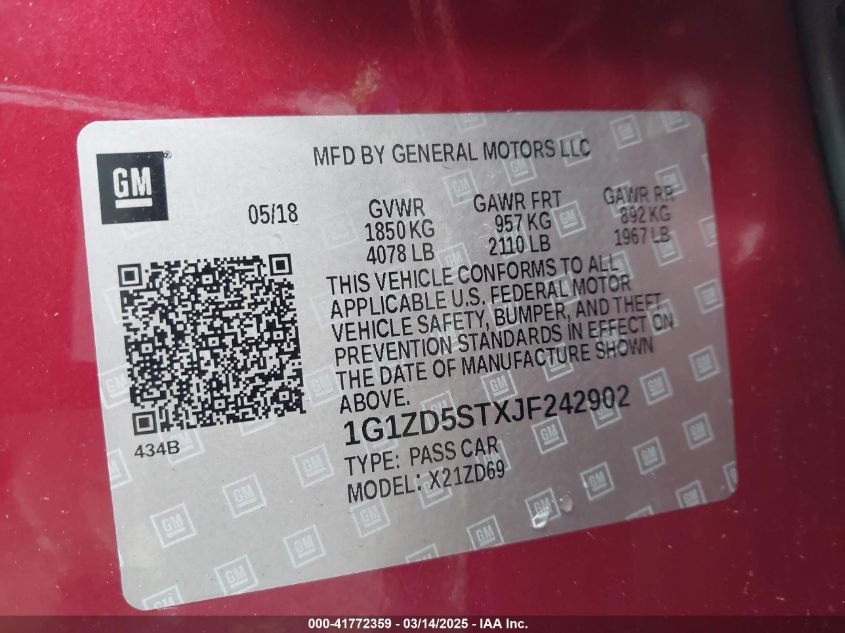 MFD BY GENERAL MOTORS LLC
GM
05/18
GVWR GAWR FRT GAWR RR
1850 KG 957 KG 892 KG
4078 LB 2110 LB 1967 LB
THIS VEHICLE CONFORMS TO ALL
APPLICABLE U.S. FEDERAL MOTOR
VEHICLE SAFETY, BUMPER, AND THEFT
PREVENTION STANDARDS IN EFFECT ON
THE DATE OF MANUFACTURE SHOWN
ABOVE.
434B
1G1ZD5STXJF242902
TYPE: PASS CAR
MODEL: X21ZD69
000-41772359 — 03/14/2025 — IAA Inc.